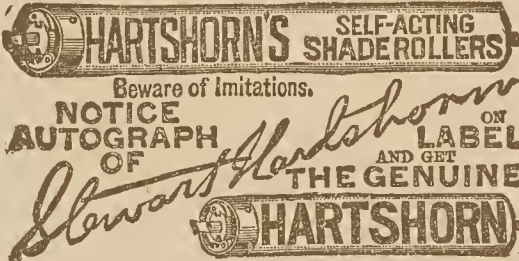 HARTSHORN'S SELF-ACTING
SHADE ROLLERS
Beware of Imitations.
NOTICE
AUTOGRAPH
OF
Stewart Hartshorn
ON
LABEL
AND GET
THE GENUINE
HARTSHORN